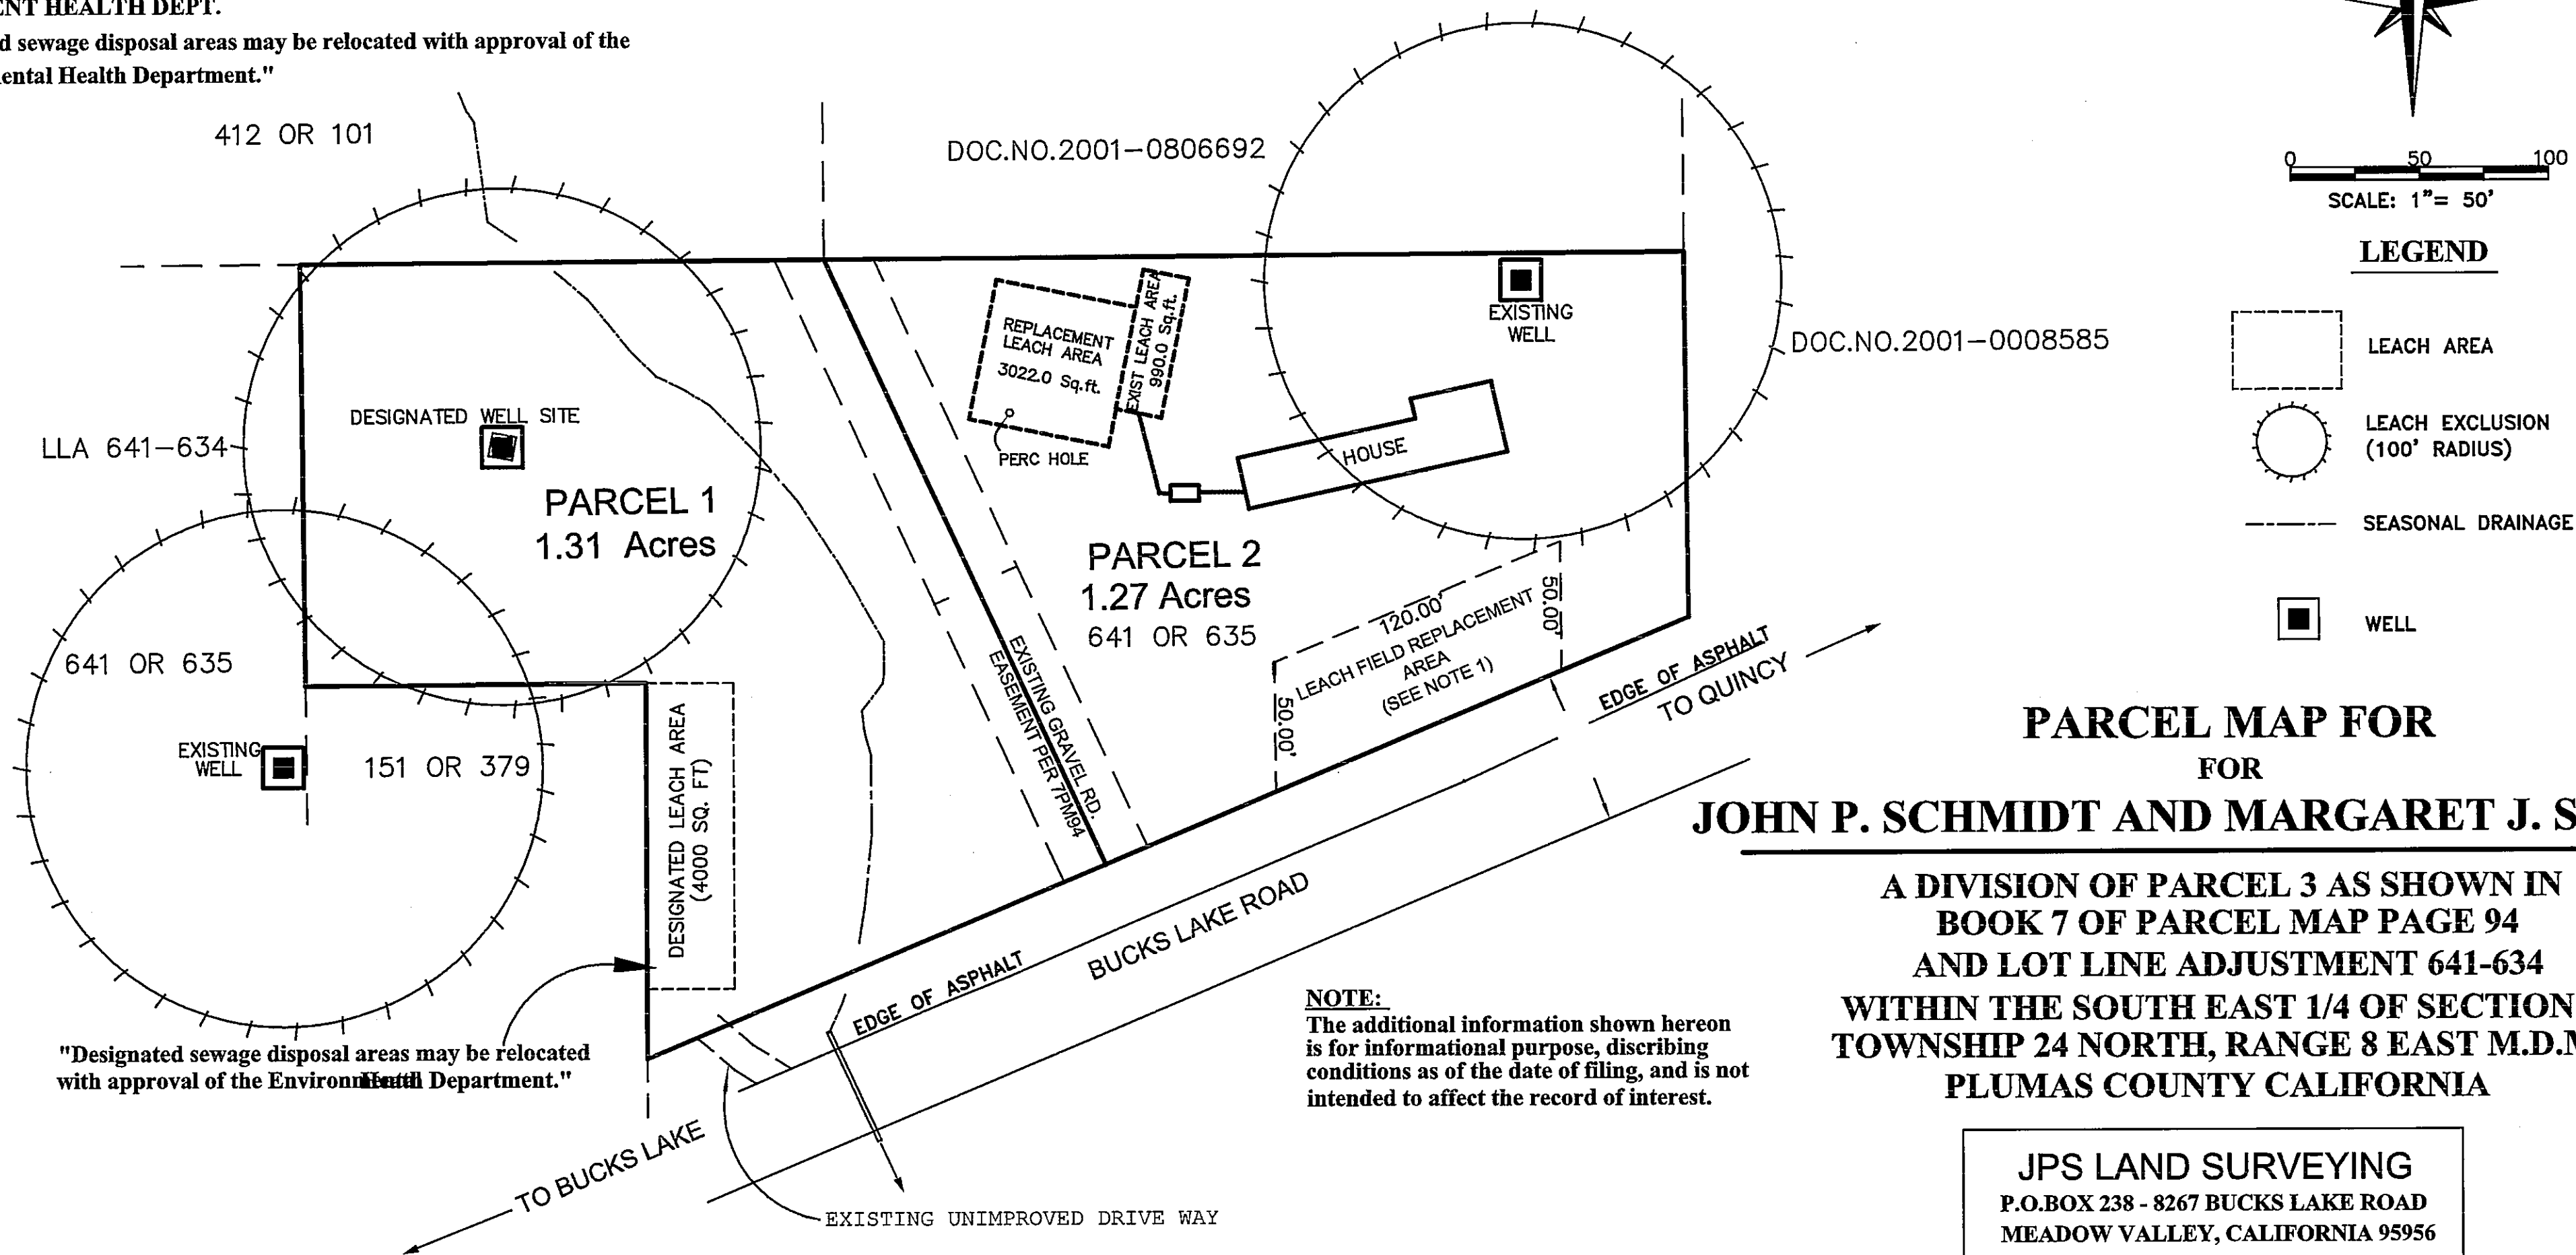 ENT HEALTH DEPT.
d sewage disposal areas may be relocated with approval of the
ental Health Department."
412 OR 101
DOC.NO.2001-0806692
0 50 100
SCALE: 1"= 50'
LEGEND
LEACH AREA
LEACH EXCLUSION
(100' RADIUS)
SEASONAL DRAINAGE
WELL
REPLACEMENT
LEACH AREA
3022.0 Sq.ft.
EXIST LEACH AREA
990.0 Sq.ft.
PERC HOLE
EXISTING
WELL
DOC.NO.2001-0008585
HOUSE
DESIGNATED WELL SITE
LLA 641-634
PARCEL 1
1.31 Acres
PARCEL 2
1.27 Acres
641 OR 635
641 OR 635
EXISTING
WELL
151 OR 379
DESIGNATED LEACH AREA
(4000 SQ. FT)
EXISTING GRAVEL RD.
EASEMENT PER 7PM94
120.00'
50.00'
50.00'
LEACH FIELD REPLACEMENT
AREA
(SEE NOTE 1)
EDGE OF ASPHALT
TO QUINCY
BUCKS LAKE ROAD
EDGE OF ASPHALT
TO BUCKS LAKE
"Designated sewage disposal areas may be relocated
with approval of the Environmental Health Department."
EXISTING UNIMPROVED DRIVE WAY
NOTE:
The additional information shown hereon
is for informational purpose, discribing
conditions as of the date of filing, and is not
intended to affect the record of interest.
PARCEL MAP FOR
FOR
JOHN P. SCHMIDT AND MARGARET J. S
A DIVISION OF PARCEL 3 AS SHOWN IN
BOOK 7 OF PARCEL MAP PAGE 94
AND LOT LINE ADJUSTMENT 641-634
WITHIN THE SOUTH EAST 1/4 OF SECTION
TOWNSHIP 24 NORTH, RANGE 8 EAST M.D.M
PLUMAS COUNTY CALIFORNIA
JPS LAND SURVEYING
P.O.BOX 238 - 8267 BUCKS LAKE ROAD
MEADOW VALLEY, CALIFORNIA 95956